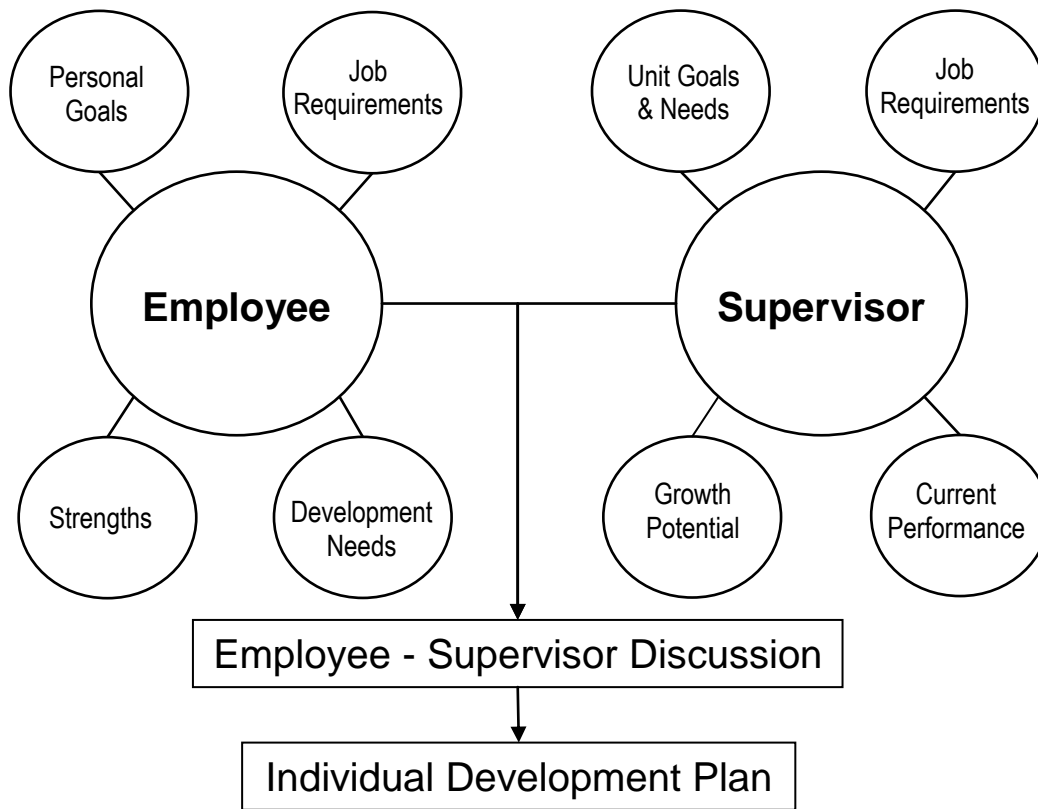 Personal
Goals
Job
Requirements
Unit Goals
& Needs
Job
Requirements
Employee
Supervisor
Strengths
Development
Needs
Growth
Potential
Current
Performance
Employee - Supervisor Discussion
Individual Development Plan